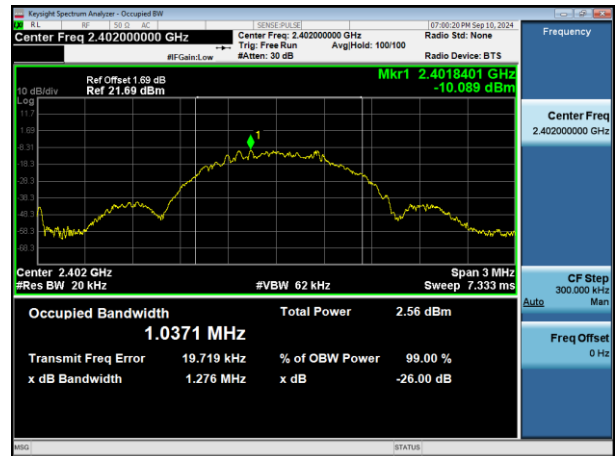 Keysight Spectrum Analyzer - Occupied BW
RL RF 50 Ω AC SENSE:PULSE 07:00:20 PM Sep 10, 2024
Center Freq 2.402000000 GHz
Center Freq: 2.402000000 GHz
Radio Std: None
Trig: Free Run Avg|Hold: 100/100
#IFGain:Low #Atten: 30 dB Radio Device: BTS
Frequency
Ref Offset 1.69 dB
Mkr1 2.4018401 GHz
10 dB/div Ref 21.69 dBm -10.089 dBm
Log
11.7
1.69
-8.31
-18.3
-28.3
-38.3
-48.3
-58.3
-68.3
1
Center 2.402 GHz Span 3 MHz
#Res BW 20 kHz #VBW 62 kHz Sweep 7.333 ms
Occupied Bandwidth Total Power 2.56 dBm
1.0371 MHz
Transmit Freq Error 19.719 kHz % of OBW Power 99.00 %
x dB Bandwidth 1.276 MHz x dB -26.00 dB
Center Freq
2.402000000 GHz
CF Step
300.000 kHz
Auto Man
Freq Offset
0 Hz
MSG STATUS